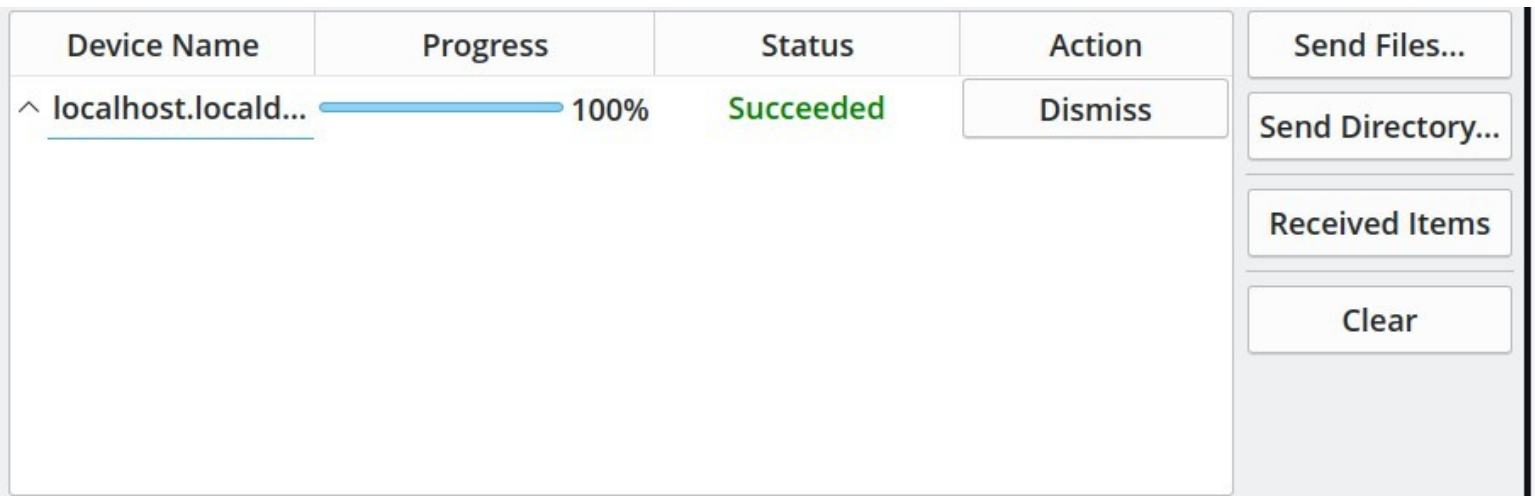 Device Name Progress Status Action
localhost.locald... 100% Succeeded Dismiss
Send Files...
Send Directory...
Received Items
Clear